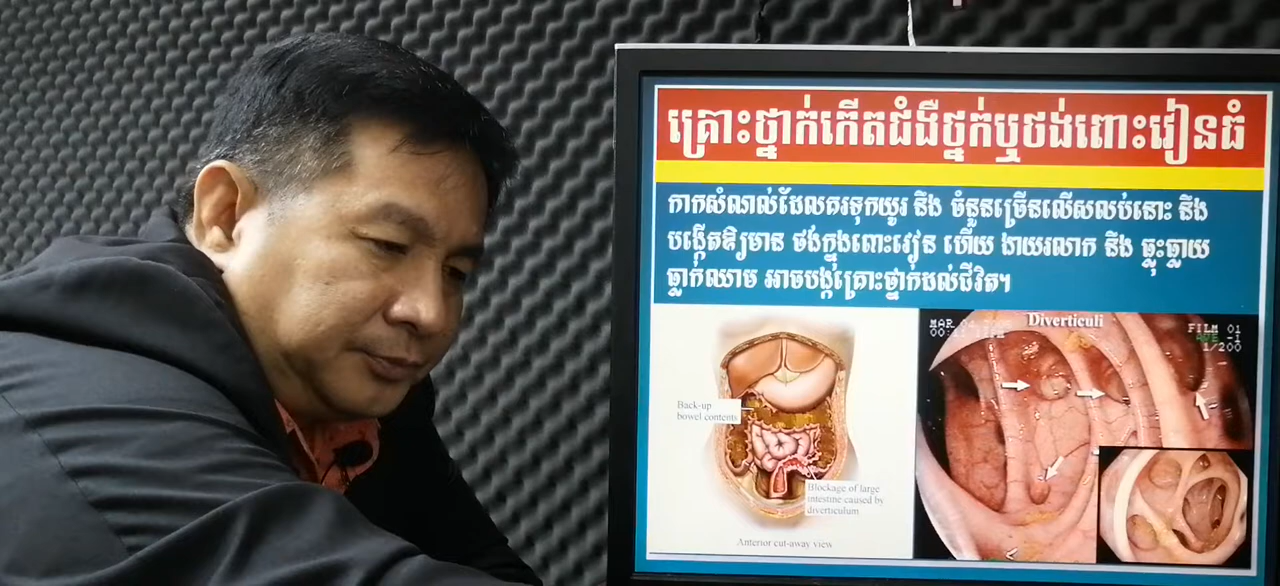 គ្រោះថ្នាក់កើតជំងឺថ្នក់ឬថង់ពោះវៀនធំ
កាកសំណល់ដែលគរទុកយូរ និង ចំនួនច្រើនលើសលប់នោះ នឹង
បង្កើតឱ្យមាន ថង់ក្នុងពោះវៀន ហើយ ងាយរលាក និង ធ្លុះធ្លាយ
ធ្លាក់ឈាម អាចបង្កគ្រោះថ្នាក់ដល់ជីវិត។
Back-up
bowel contents
Blockage of large
intestine caused by
diverticulum
Anterior cut-away view
Diverticuli
MAR
FILM 01
AVE -1
1/200